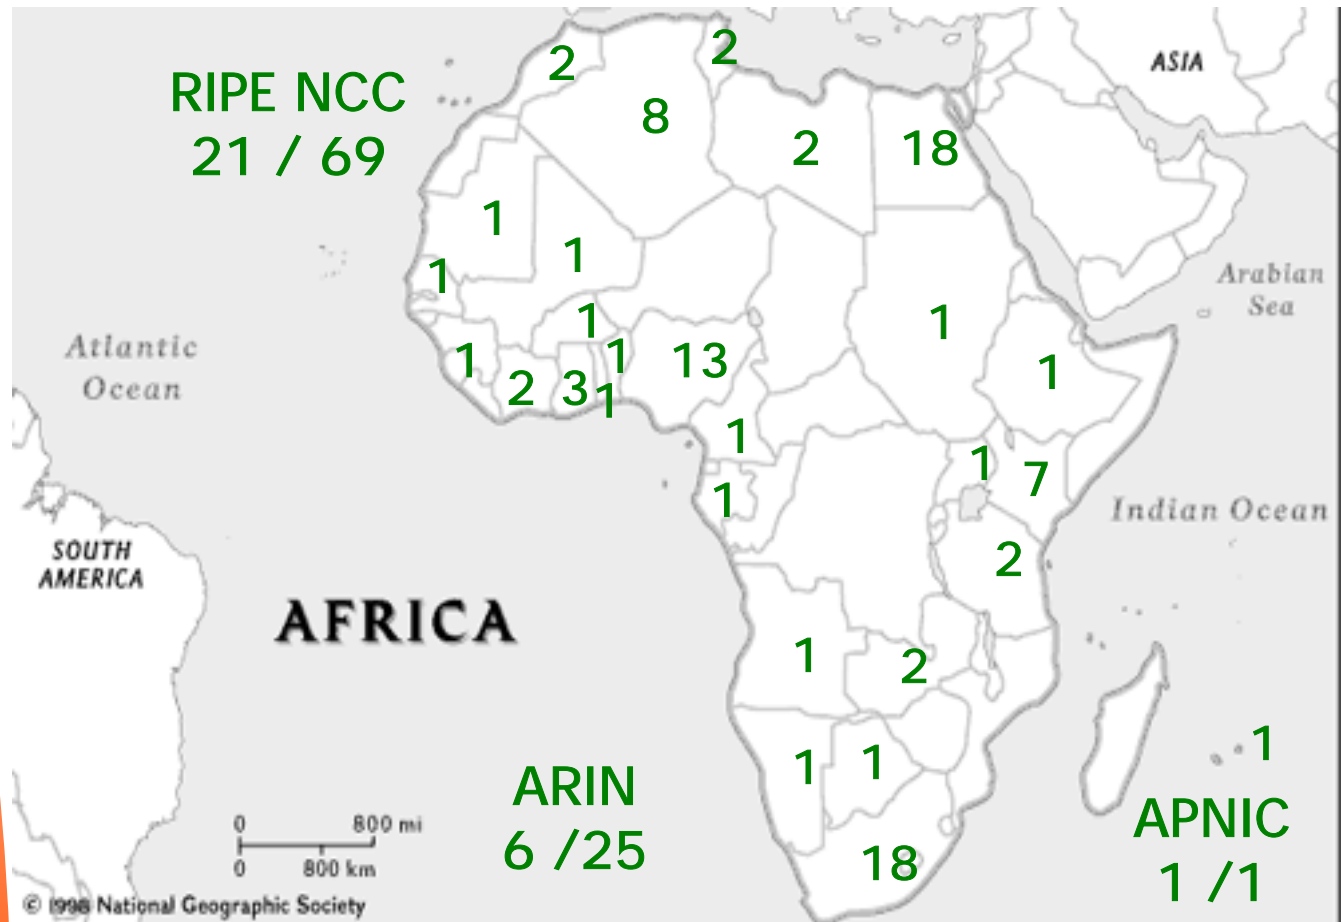 2
2
ASIA
RIPE NCC
21 / 69
8
2
18
1
1
1
Arabian
Sea
1
1
Atlantic
Ocean
1
1
13
1
2
3
1
1
1
7
1
Indian Ocean
SOUTH
AMERICA
2
AFRICA
1
2
1
1
1
ARIN
6 /25
APNIC
1 /1
0
800 mi
0
800 km
18
© 1998 National Geographic Society